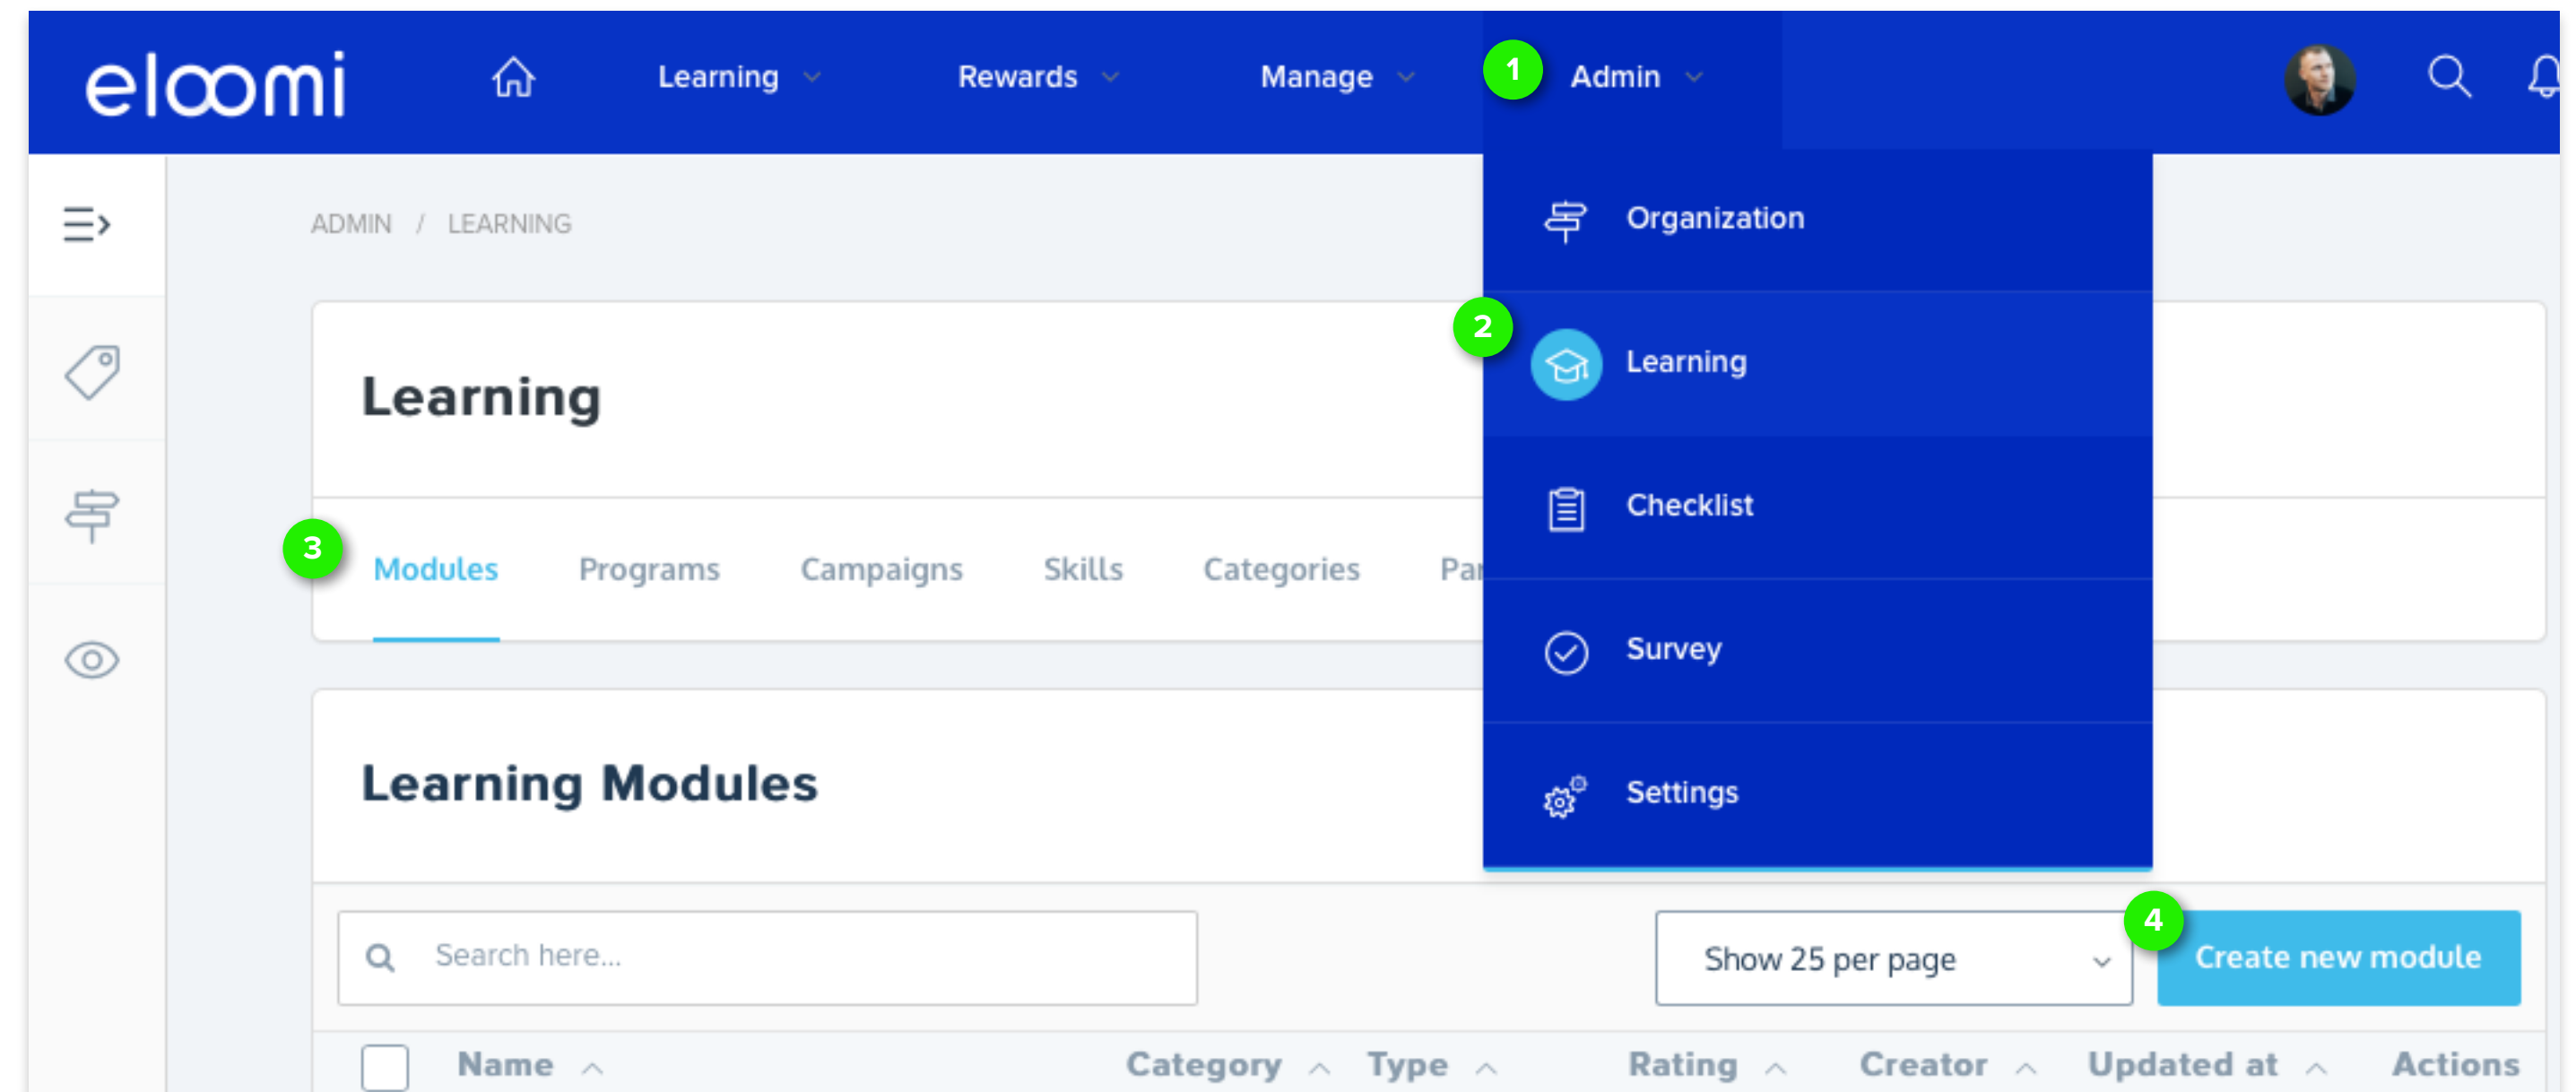 eloomi Learning Rewards Manage 1 Admin
ADMIN / LEARNING
Organization
2 Learning
Learning
Checklist
3 Modules Programs Campaigns Skills Categories
Survey
Learning Modules
Settings
Search here... Show 25 per page 4 Create new module
Name Category Type Rating Creator Updated at Actions